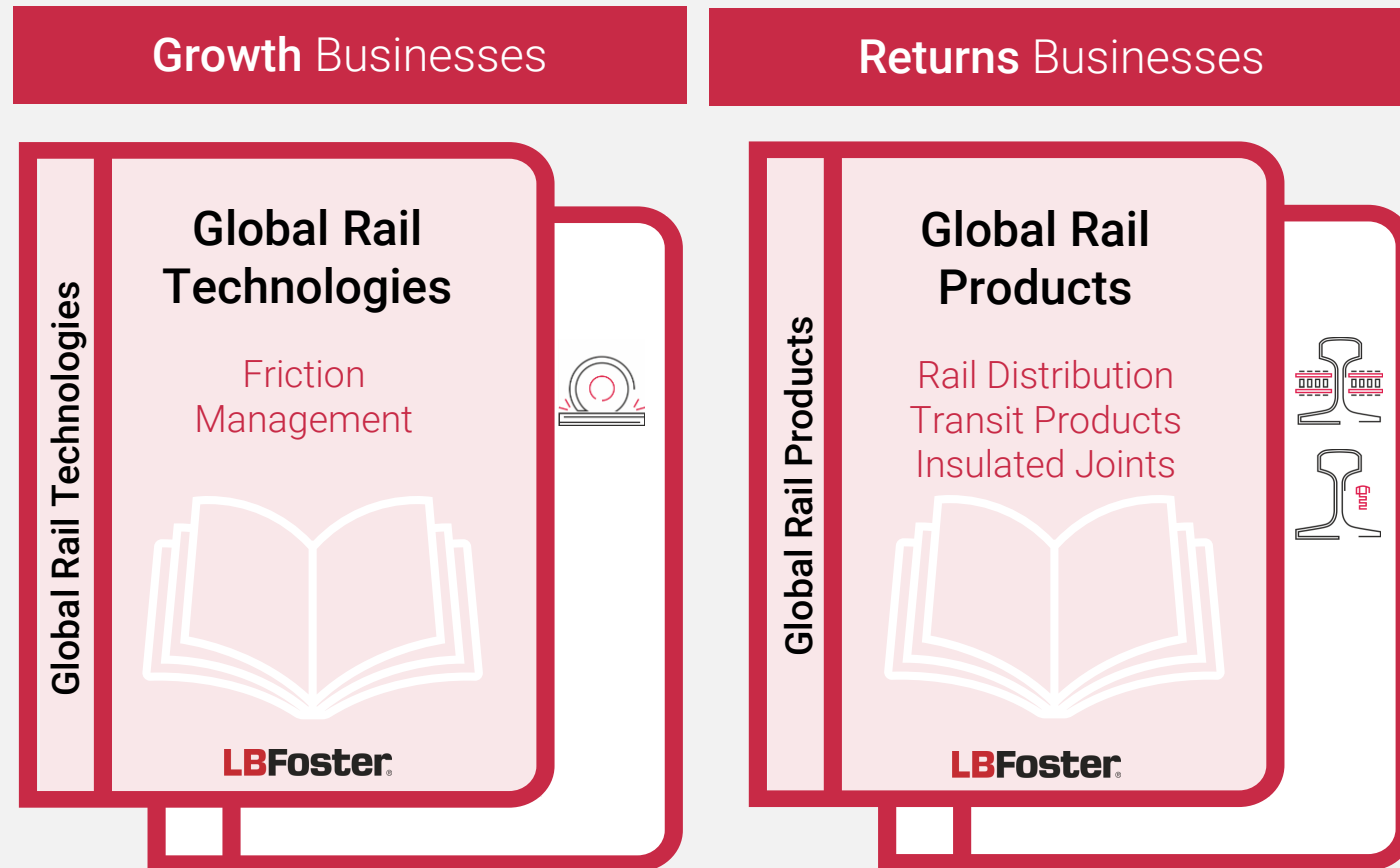 Growth Businesses
Returns Businesses
Global Rail Technologies
Global Rail
Technologies
Friction
Management
LBFoster®
Global Rail Products
Global Rail
Products
Rail Distribution
Transit Products
Insulated Joints
LBFoster®